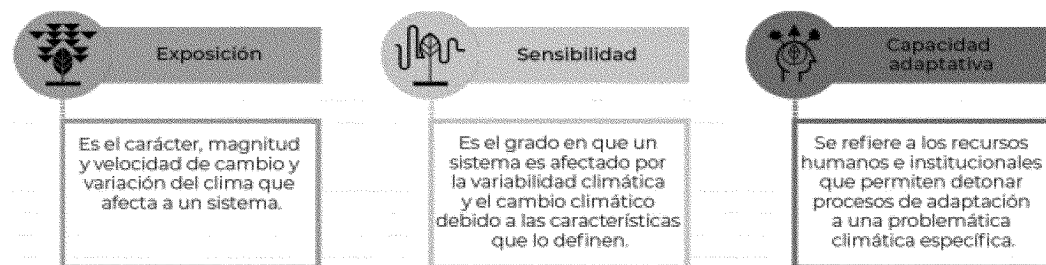 Exposición
Es el carácter, magnitud
y velocidad de cambio y
variación del clima que
afecta a un sistema.
Sensibilidad
Es el grado en que un
sistema es afectado por
la variabilidad climática
y el cambio climático
debido a las características
que lo definen.
Capacidad
adaptativa
Se refiere a los recursos
humanos e institucionales
que permiten detonar
procesos de adaptación
a una problemática
climática específica.